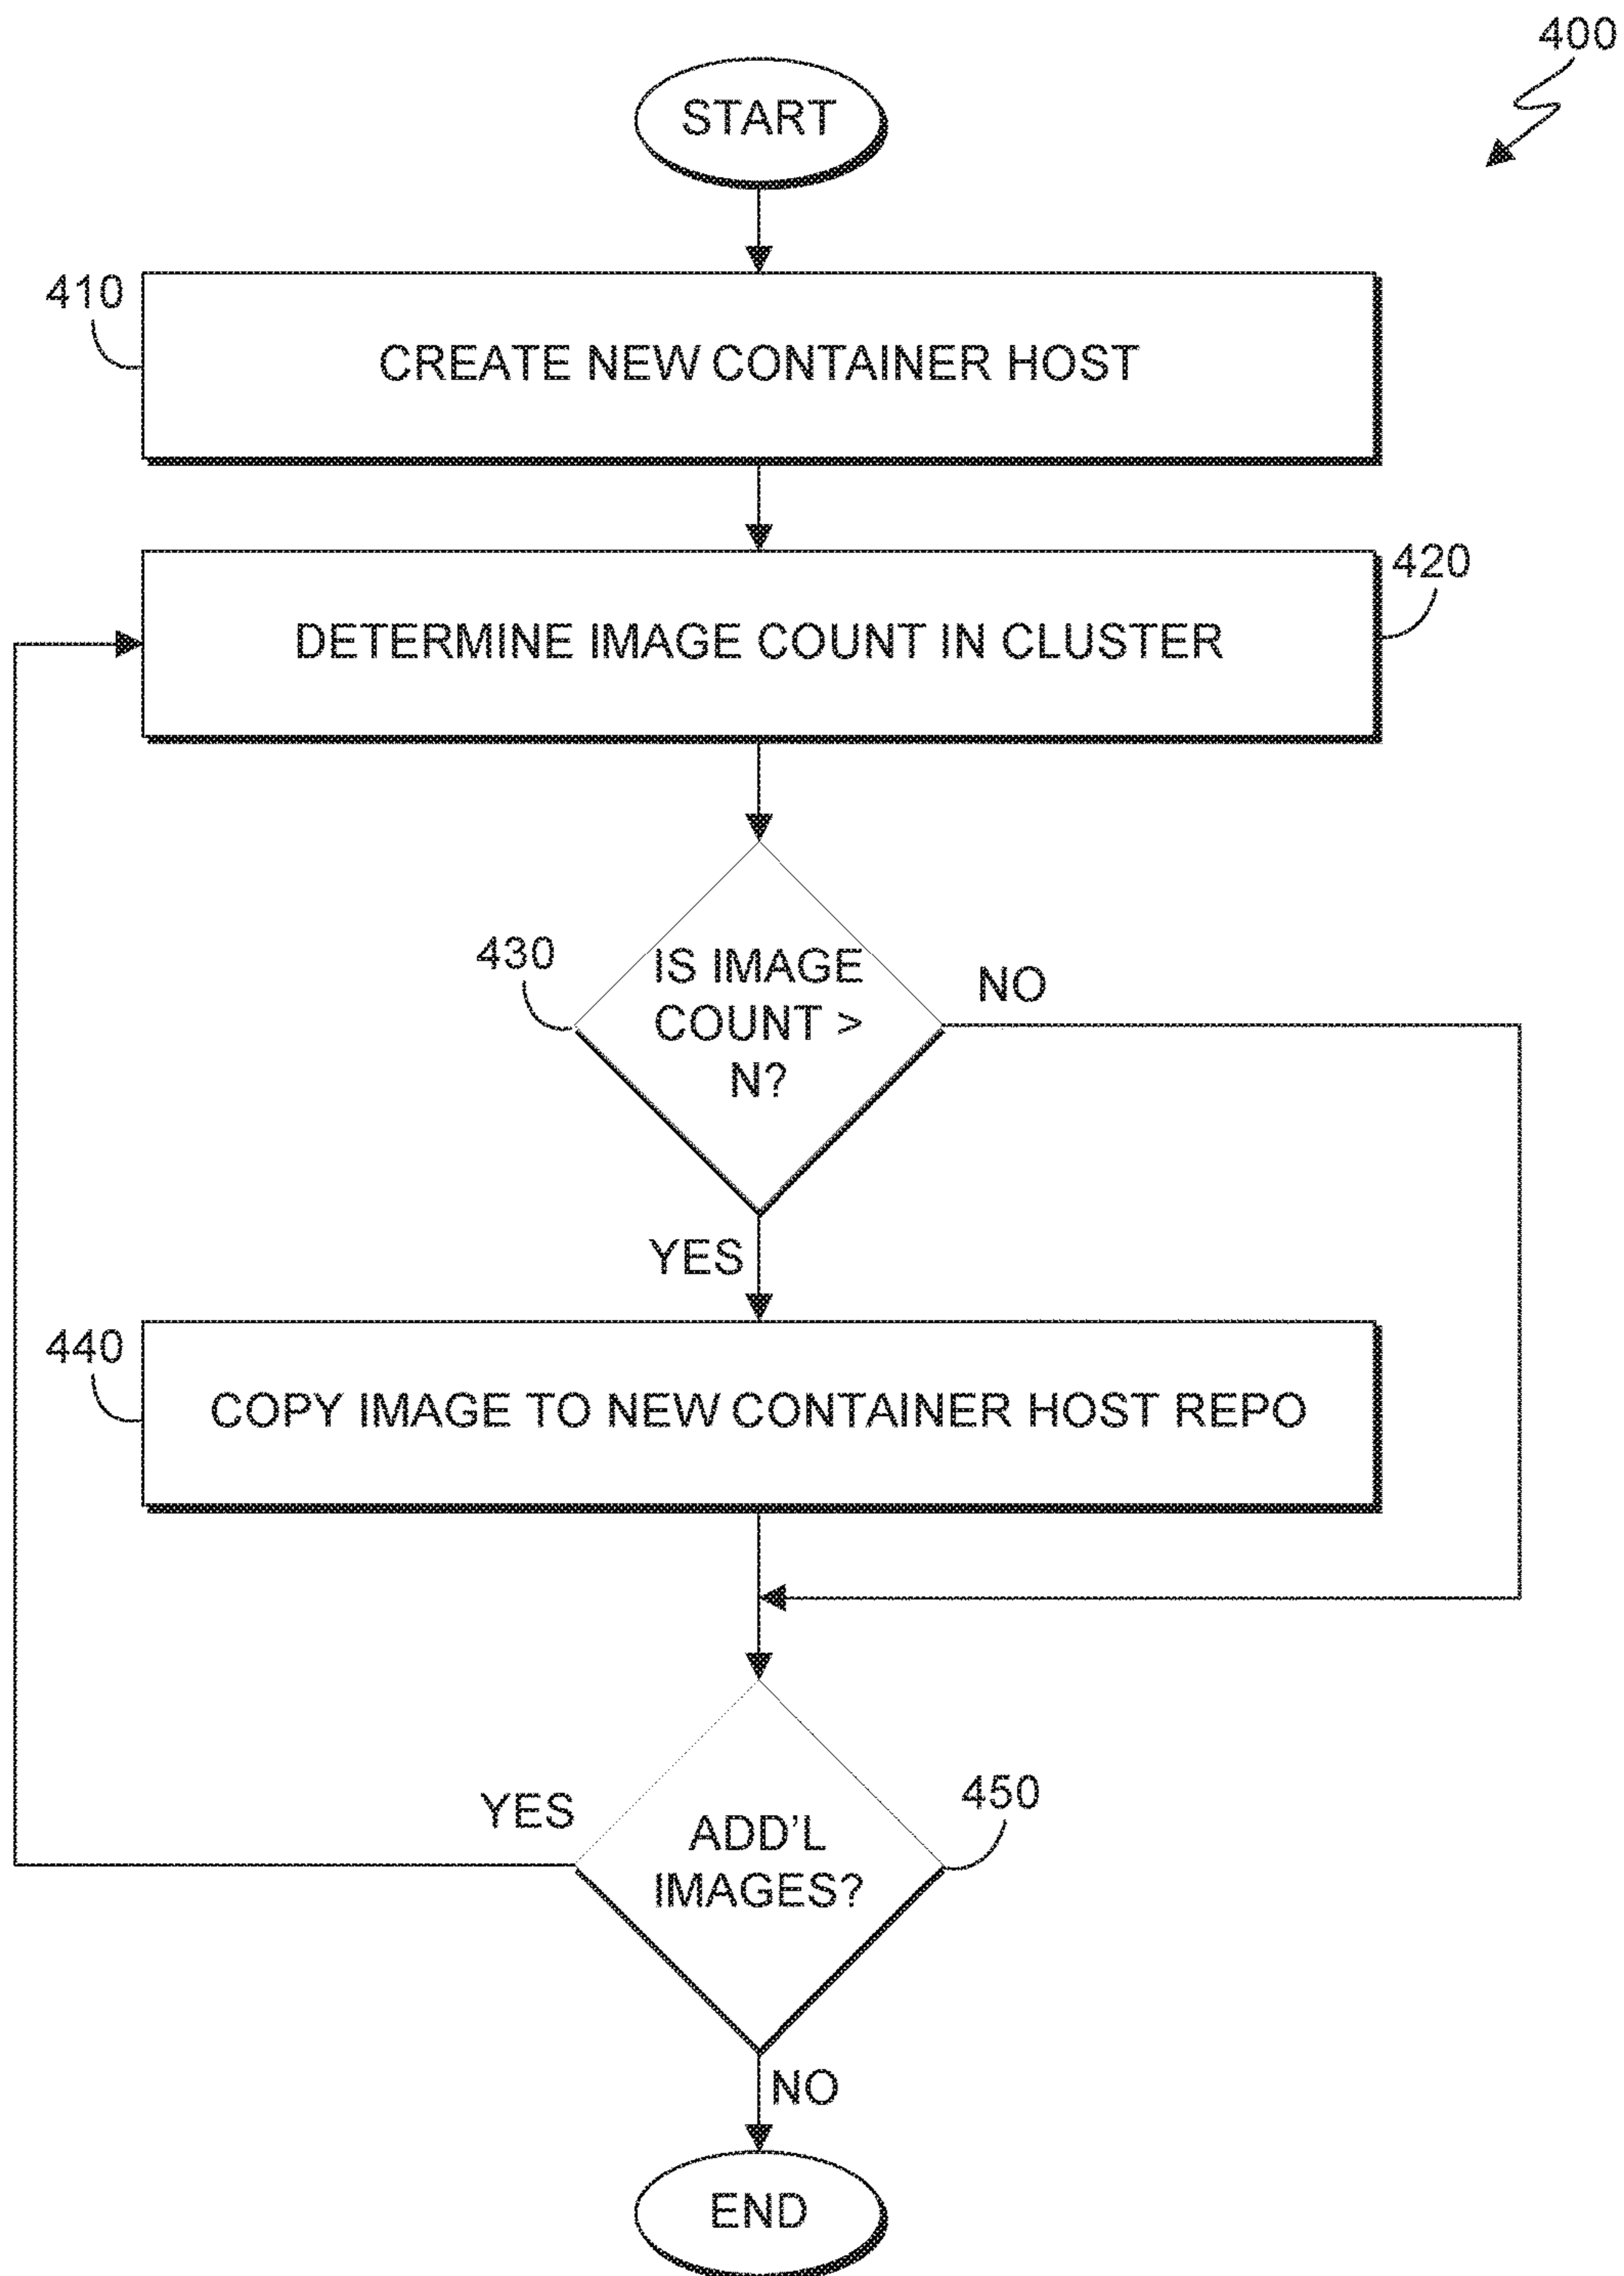 400
START
410
CREATE NEW CONTAINER HOST
420
DETERMINE IMAGE COUNT IN CLUSTER
430
IS IMAGE
COUNT >
N?
NO
YES
440
COPY IMAGE TO NEW CONTAINER HOST REPO
YES
450
ADD'L
IMAGES?
NO
END